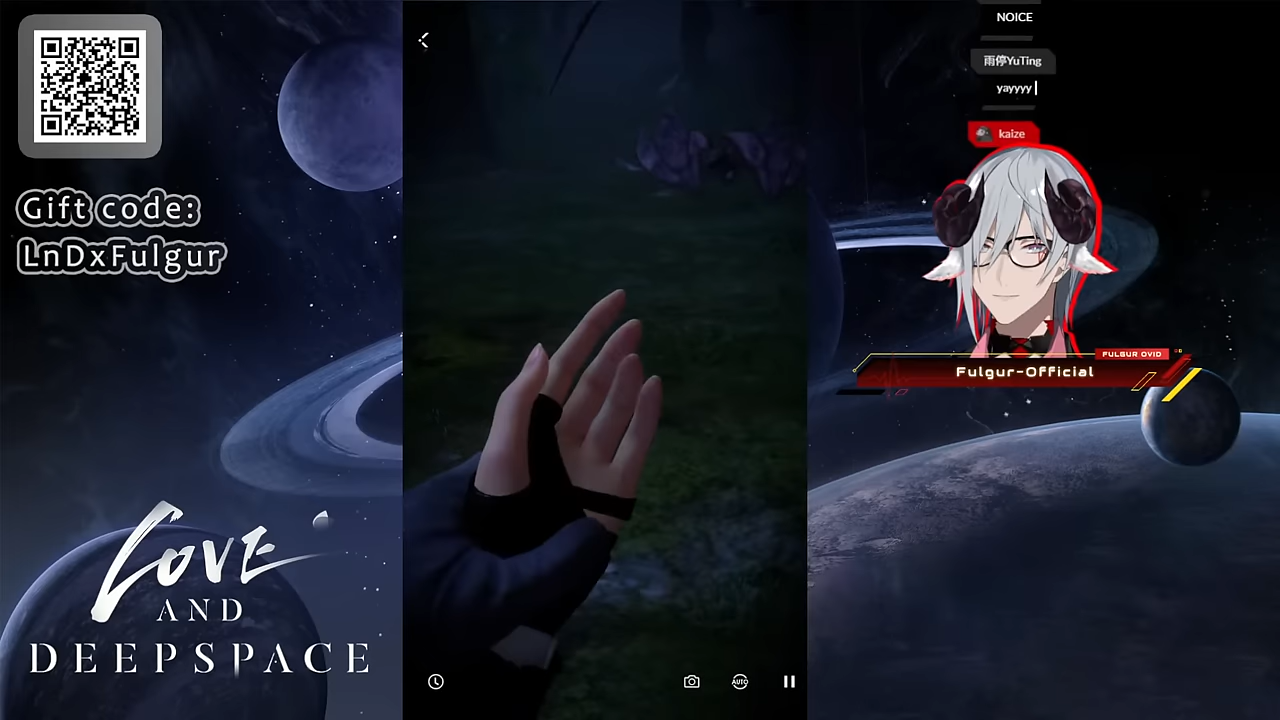 Gift code:
LnDxFulgur
LOVE
AND
DEEPSPACE
AUTO
NOICE
雨停YuTing
yayyyy
kaize
FULGUR OVID
Fulgur-Official